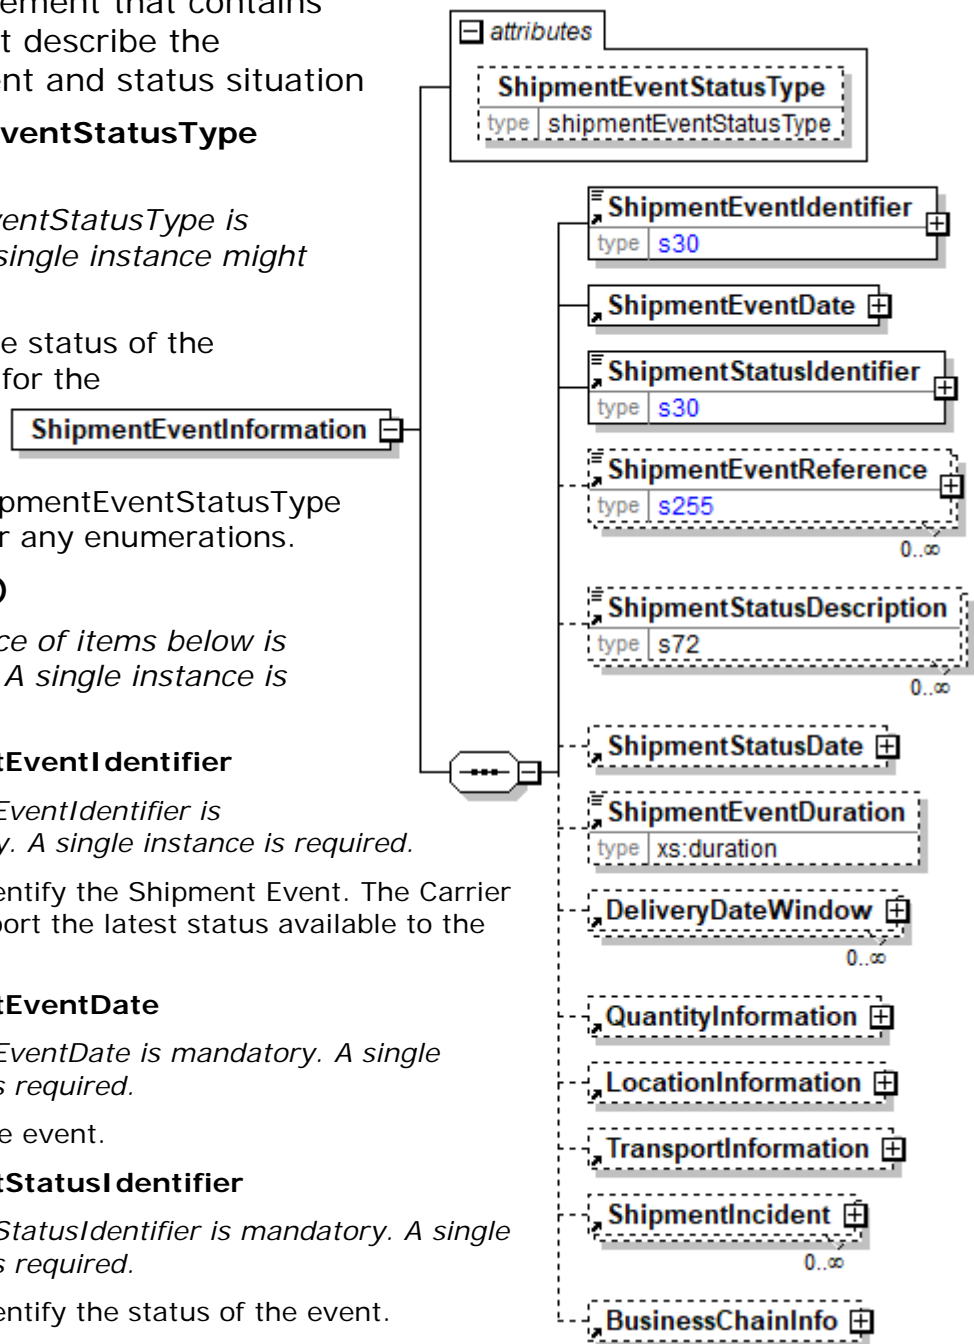 ement that contains
t describe the
ent and status situation
ventStatusType
ventStatusType is
single instance might
e status of the
for the
pmentEventStatusType
r any enumerations.
)
ce of items below is
A single instance is
tEventIdentifier
EventIdentifier is
y. A single instance is required.
entify the Shipment Event. The Carrier
port the latest status available to the
tEventDate
EventDate is mandatory. A single
s required.
e event.
tStatusIdentifier
StatusIdentifier is mandatory. A single
s required.
entify the status of the event.
ShipmentEventInformation
attributes
ShipmentEventStatusType
type shipmentEventStatusType
ShipmentEventIdentifier
type s30
ShipmentEventDate
ShipmentStatusIdentifier
type s30
ShipmentEventReference
type s255
0..∞
ShipmentStatusDescription
type s72
0..∞
ShipmentStatusDate
ShipmentEventDuration
type xs:duration
DeliveryDateWindow
0..∞
QuantityInformation
LocationInformation
TransportInformation
ShipmentIncident
0..∞
BusinessChainInfo